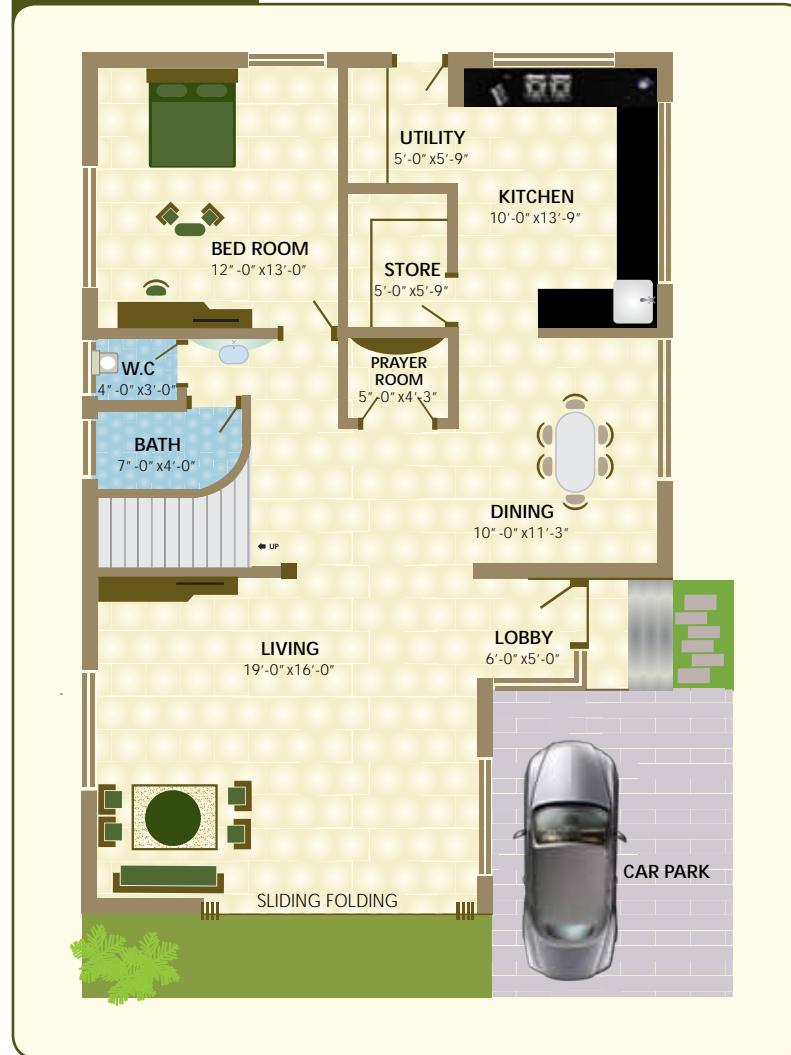 UTILITY
5'-0" x5'-9"
KITCHEN
10'-0" x13'-9"
BED ROOM
12" -0" x13'-0"
STORE
5'-0" x5'-9"
PRAYER
ROOM
5" -0" x4'-3"
W.C
4" -0"x3'-0"
BATH
7" -0" x4'-0"
DINING
10" -0" x11'-3"
UP
LIVING
19'-0" x16'-0"
LOBBY
6'-0" x5'-0"
CAR PARK
SLIDING FOLDING